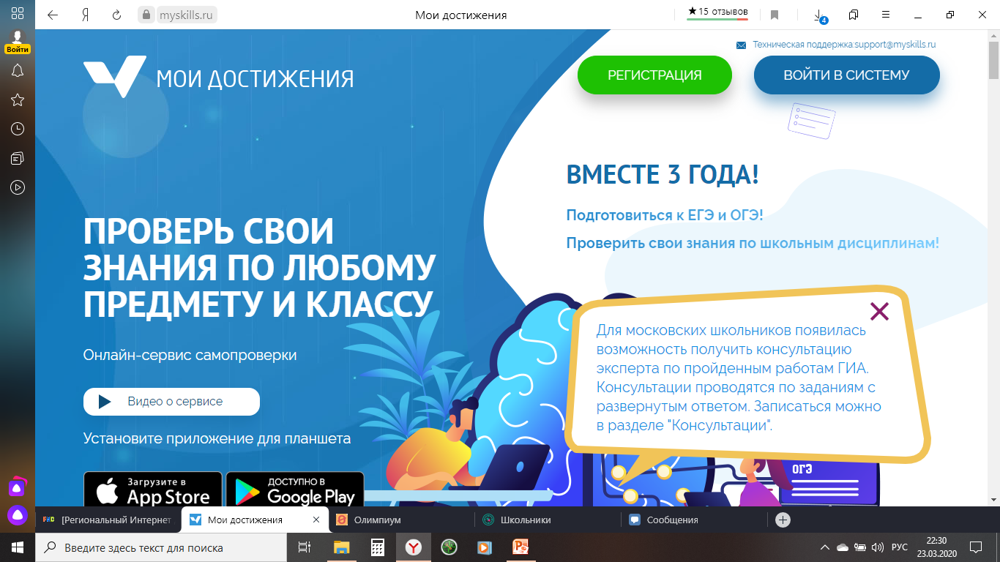 myskills.ru
Мои достижения
★15 отзывов
4
Войти
Техническая поддержка:support@myskills.ru
МОИ ДОСТИЖЕНИЯ
РЕГИСТРАЦИЯ
ВОЙТИ В СИСТЕМУ
ВМЕСТЕ 3 ГОДА!
Подготовиться к ЕГЭ и ОГЭ!
Проверить свои знания по школьным дисциплинам!
ПРОВЕРЬ СВОИ
ЗНАНИЯ ПО ЛЮБОМУ
ПРЕДМЕТУ И КЛАССУ
Онлайн-сервис самопроверки
Видео о сервисе
Установите приложение для планшета
Загрузите в
App Store
ДОСТУПНО В
Google Play
Для московских школьников появилась
возможность получить консультацию
эксперта по пройденным работам ГИА.
Консультации проводятся по заданиям с
развернутым ответом. Записаться можно
в разделе "Консультации".
ОГЭ
[Региональный Интернет
Мои достижения
Олимпиум
Школьники
Сообщения
Введите здесь текст для поиска
РУС
22:30
23.03.2020